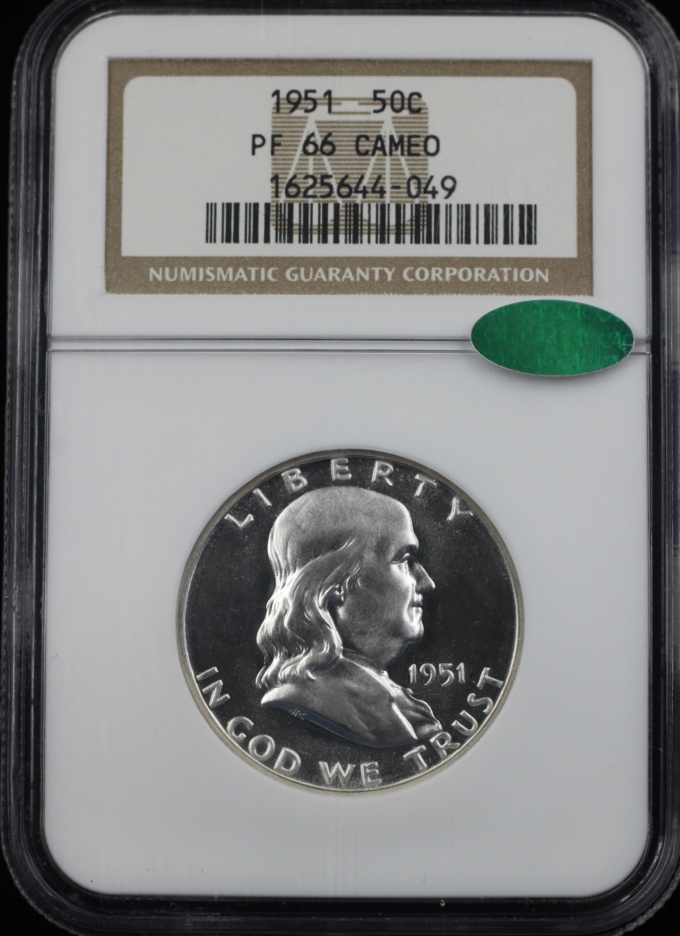 1951 50C
PF 66 CAMEO
1625644-049
NUMISMATIC GUARANTY CORPORATION
LIBERTY
1951
IN GOD WE TRUST